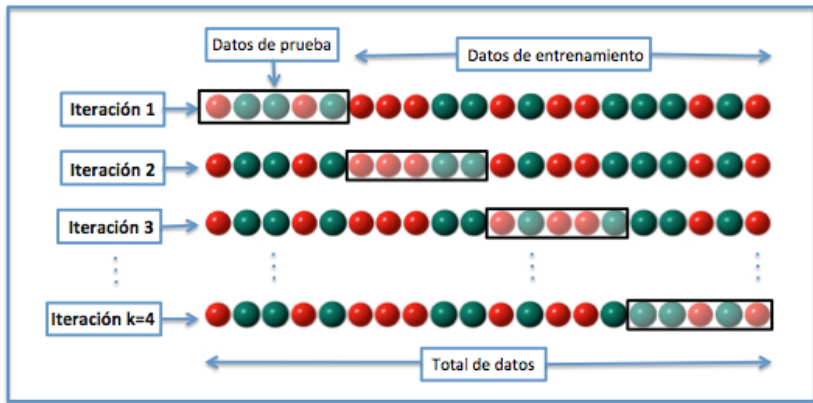 Datos de prueba
Datos de entrenamiento
Iteración 1
Iteración 2
Iteración 3
Iteración k=4
Total de datos